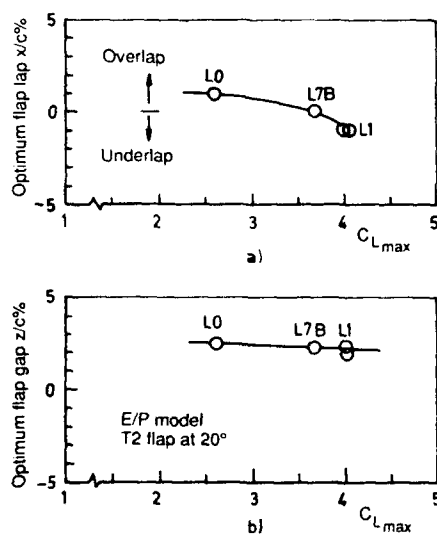 Optimum flap lap x/c%
5
0
-5
Overlap
Underlap
L0
L7B
L1
1
2
3
4
5
C_Lmax
a)
Optimum flap gap z/c%
5
0
-5
L0
L7B
L1
E/P model
T2 flap at 20°
1
2
3
4
5
C_Lmax
b)